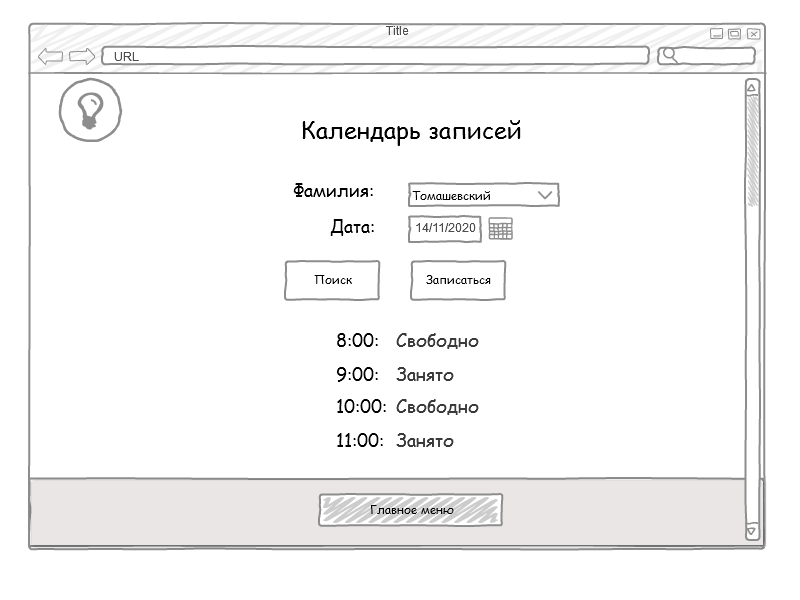 Title
URL
Календарь записей
Фамилия: Томашевский
Дата: 14/11/2020
Поиск Записаться
8:00: Свободно
9:00: Занято
10:00: Свободно
11:00: Занято
Главное меню